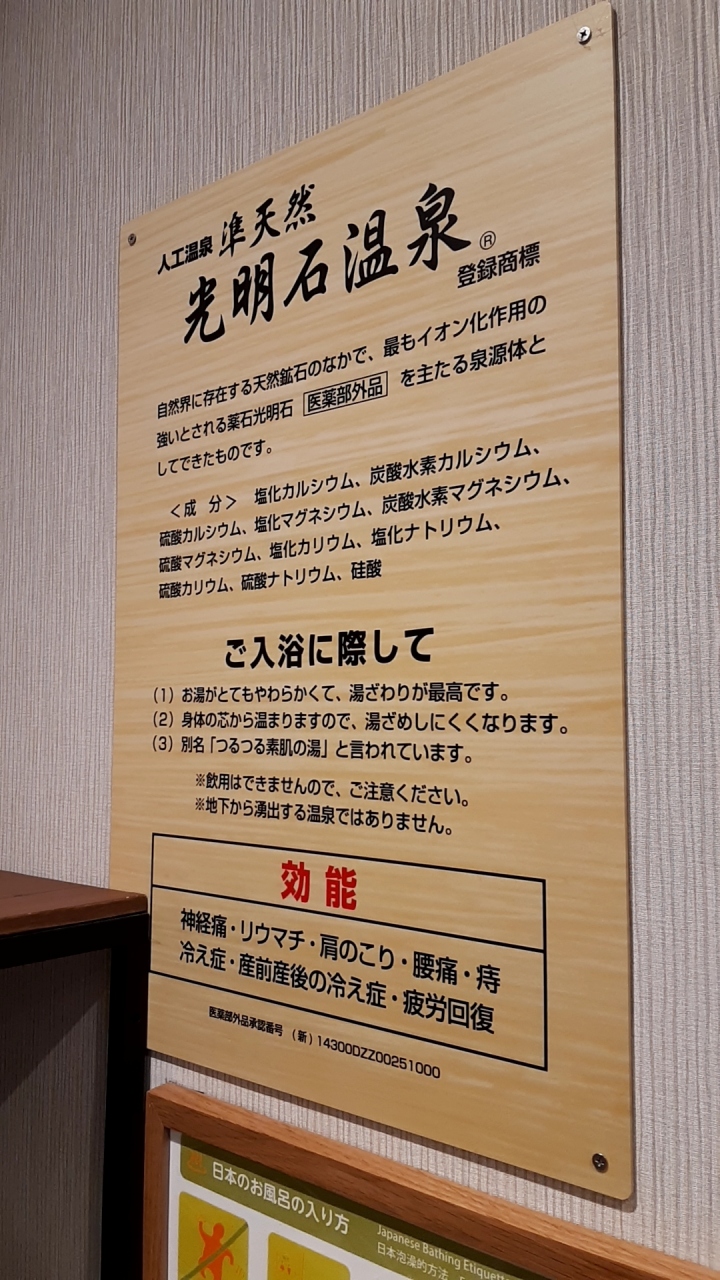 人工温泉 準天然
光明石温泉®
登録商標
自然界に存在する天然鉱石のなかで、最もイオン化作用の
強いとされる薬石光明石 医薬部外品 を主たる泉源体と
してできたものです。
＜成 分＞ 塩化カルシウム、炭酸水素カルシウム、
硫酸カルシウム、塩化マグネシウム、炭酸水素マグネシウム、
硫酸マグネシウム、塩化カリウム、塩化ナトリウム、
硫酸カリウム、硫酸ナトリウム、硅酸
ご入浴に際して
（1）お湯がとてもやわらかくて、湯ざわりが最高です。
（2）身体の芯から温まりますので、湯ざめしにくくなります。
（3）別名「つるつる素肌の湯」と言われています。
※飲用はできませんので、ご注意ください。
※地下から湧出する温泉ではありません。
効能
神経痛・リウマチ・肩のこり・腰痛・痔
冷え症・産前産後の冷え症・疲労回復
医薬部外品承認番号 （新）14300DZZ00251000
日本のお風呂の入り方
Japanese Bathing Etiquette
日本泡澡的方法